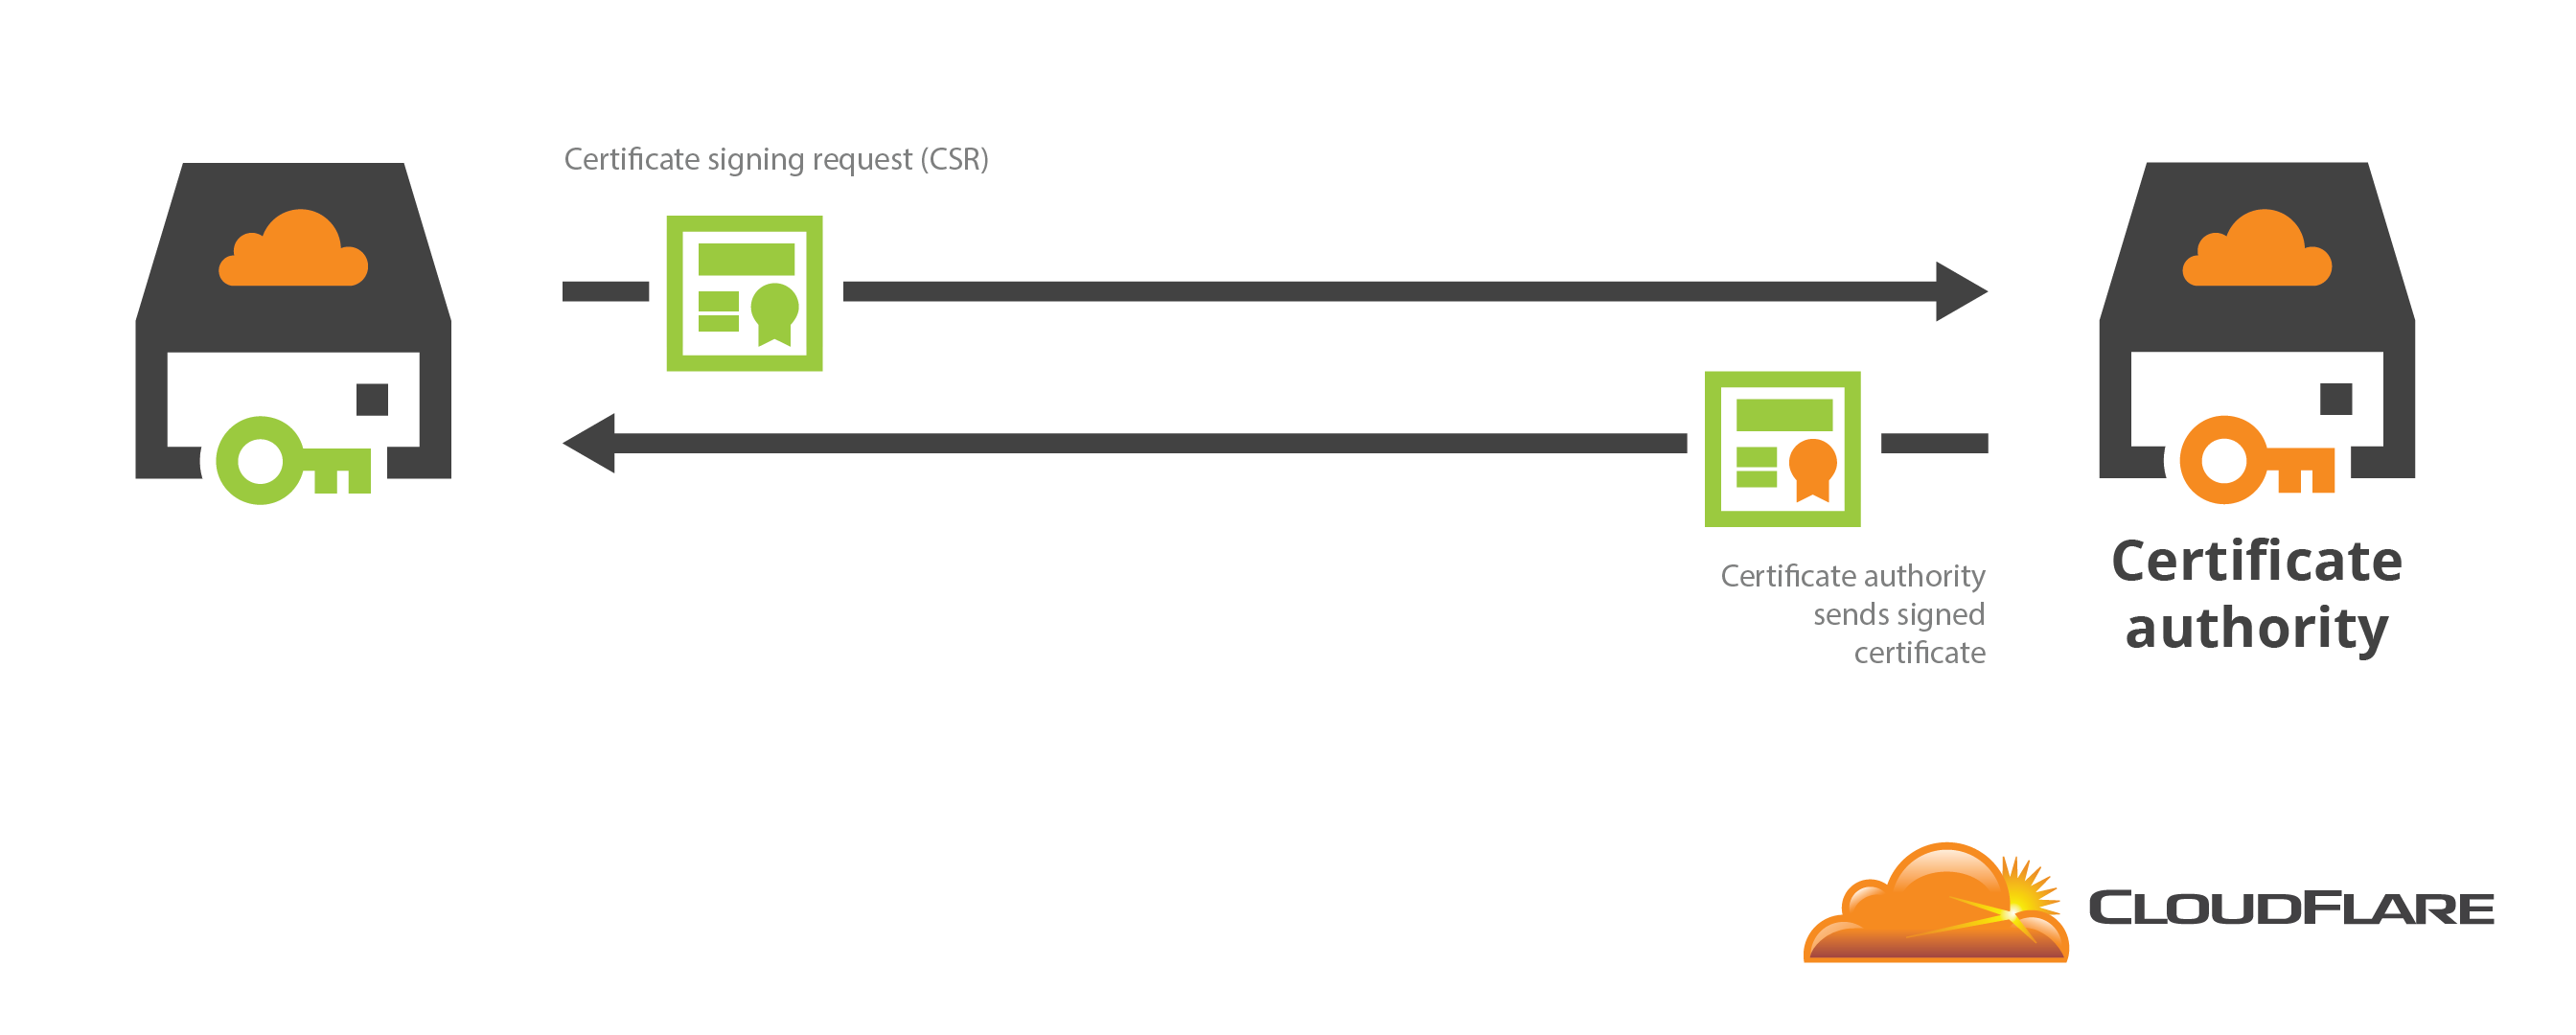 Certificate signing request (CSR)
Certificate authority
sends signed
certificate
Certificate
authority
CLOUDFLARE